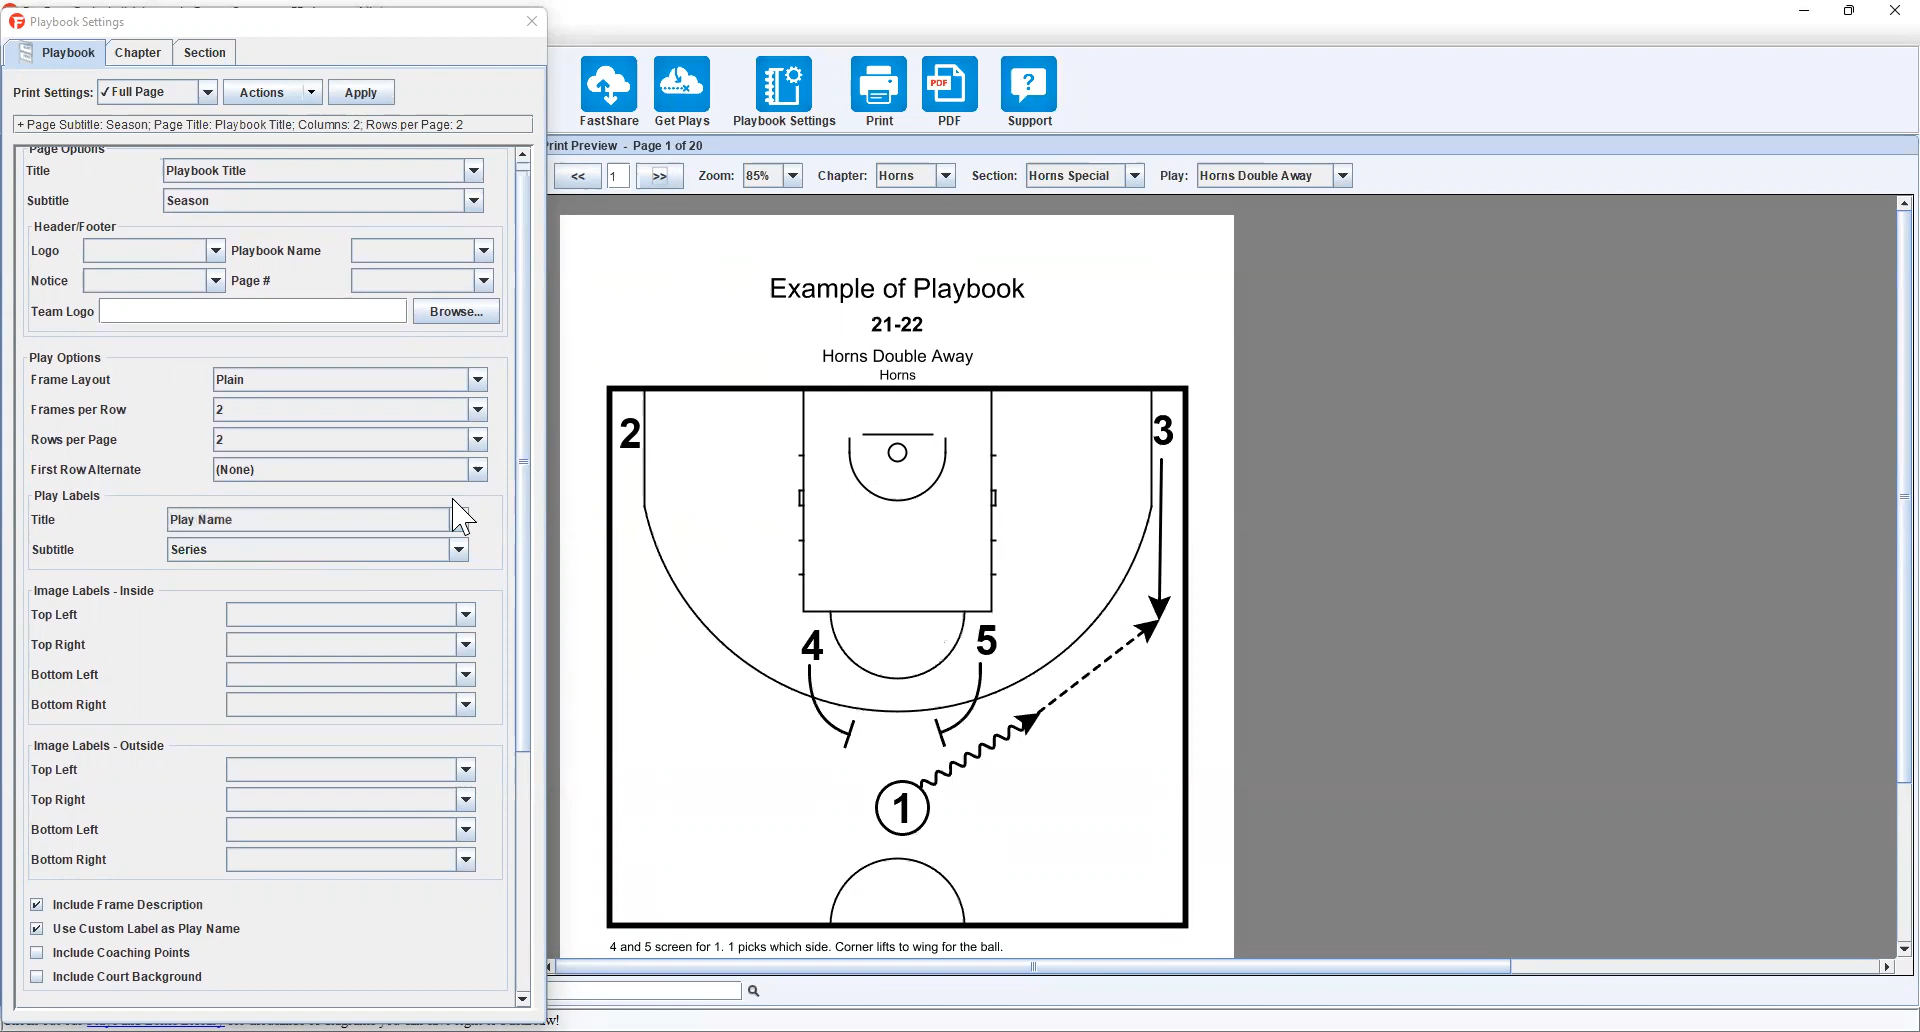 Playbook Settings
Playbook
Chapter
Section
Print Settings:
✓Full Page
Actions
Apply
+ Page Subtitle: Season; Page Title: Playbook Title; Columns: 2; Rows per Page: 2
Page Options
Title
Playbook Title
Subtitle
Season
Header/Footer
Logo
Playbook Name
Notice
Page #
Team Logo
Browse...
Play Options
Frame Layout
Plain
Frames per Row
2
Rows per Page
2
First Row Alternate
(None)
Play Labels
Title
Play Name
Subtitle
Series
Image Labels - Inside
Top Left
Top Right
Bottom Left
Bottom Right
Image Labels - Outside
Top Left
Top Right
Bottom Left
Bottom Right
Include Frame Description
Use Custom Label as Play Name
Include Coaching Points
Include Court Background
FastShare
Get Plays
Playbook Settings
Print
PDF
PDF
Support
rint Preview - Page 1 of 20
<<
1
>>
Zoom:
85%
Chapter:
Horns
Section:
Horns Special
Play:
Horns Double Away
Example of Playbook
21-22
Horns Double Away
Horns
2
3
4
5
1
4 and 5 screen for 1. 1 picks which side. Corner lifts to wing for the ball.